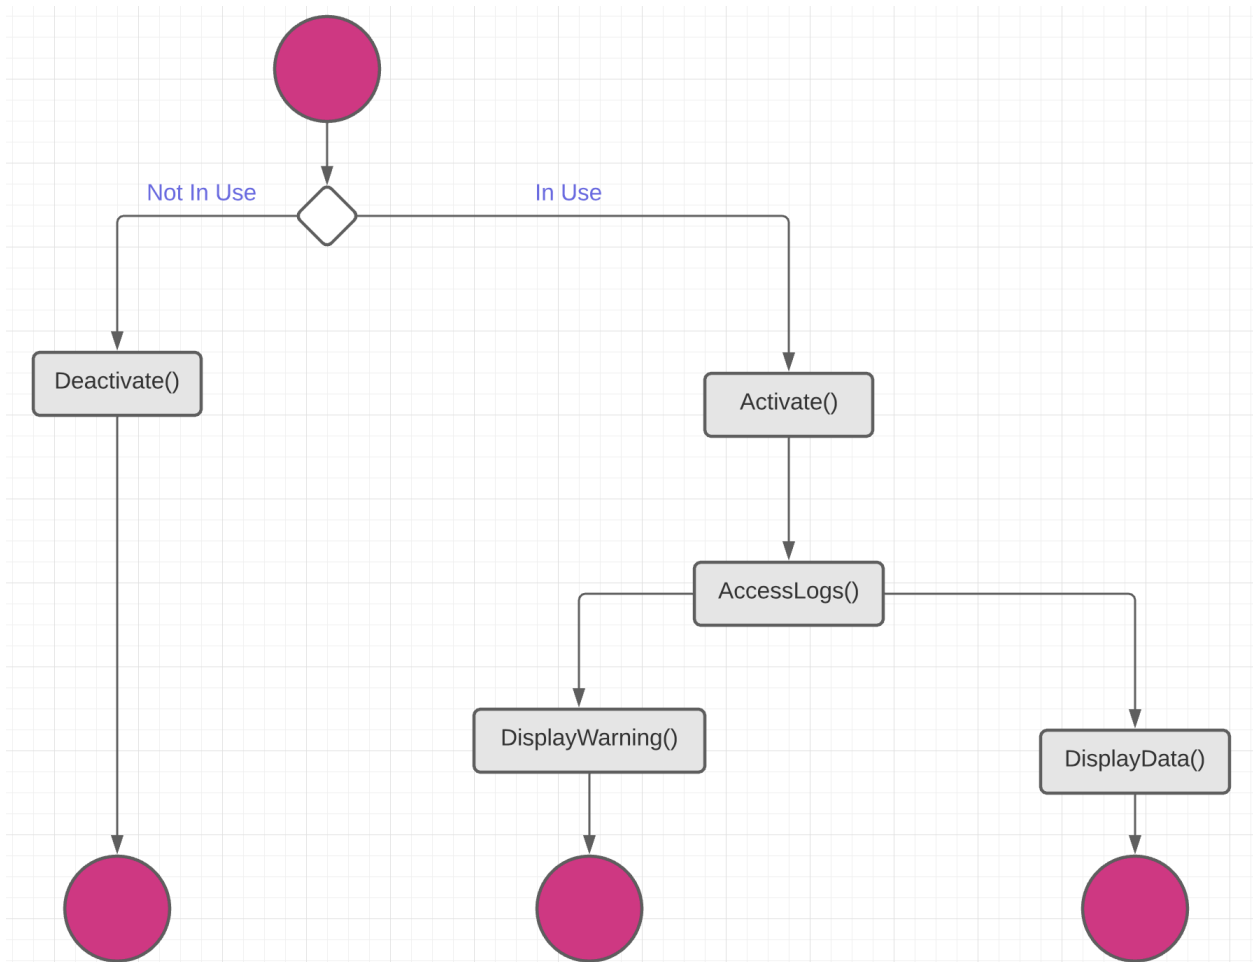 Not In Use
In Use
Deactivate()
Activate()
AccessLogs()
DisplayWarning()
DisplayData()